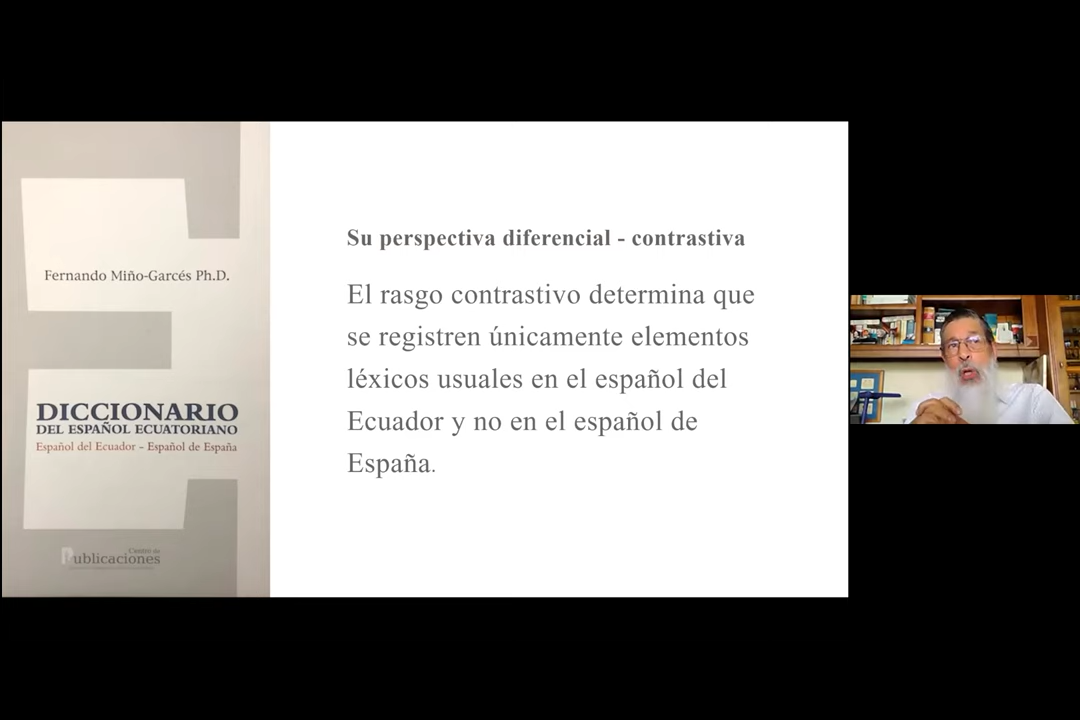 Fernando Miño-Garcés Ph.D.
DICCIONARIO
DEL ESPAÑOL ECUATORIANO
Español del Ecuador - Español de España
Centro de
Publicaciones
Su perspectiva diferencial - contrastiva
El rasgo contrastivo determina que
se registren únicamente elementos
léxicos usuales en el español del
Ecuador y no en el español de
España.